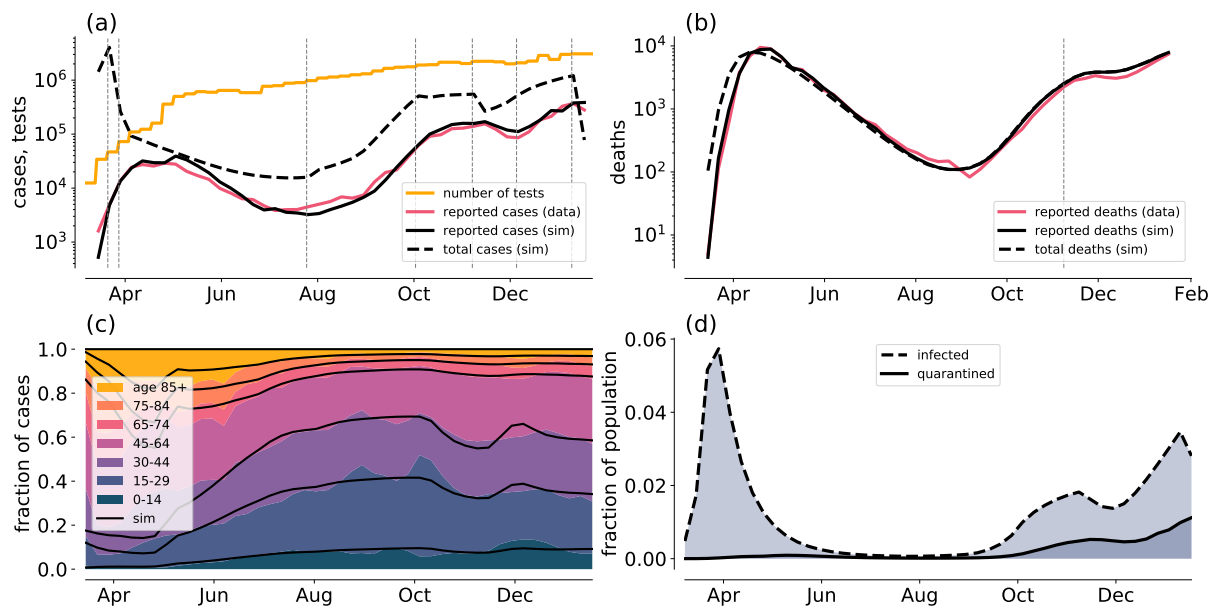 (a)
cases, tests
10^6
10^5
10^4
10^3
number of tests
reported cases (data)
reported cases (sim)
total cases (sim)
Apr Jun Aug Oct Dec
(b)
deaths
10^4
10^3
10^2
10^1
reported deaths (data)
reported deaths (sim)
total deaths (sim)
Apr Jun Aug Oct Dec Feb
(c)
fraction of cases
1.0
0.8
0.6
0.4
0.2
0.0
age 85+
75-84
65-74
45-64
30-44
15-29
0-14
sim
Apr Jun Aug Oct Dec
(d)
fraction of population
0.06
0.04
0.02
0.00
infected
quarantined
Apr Jun Aug Oct Dec